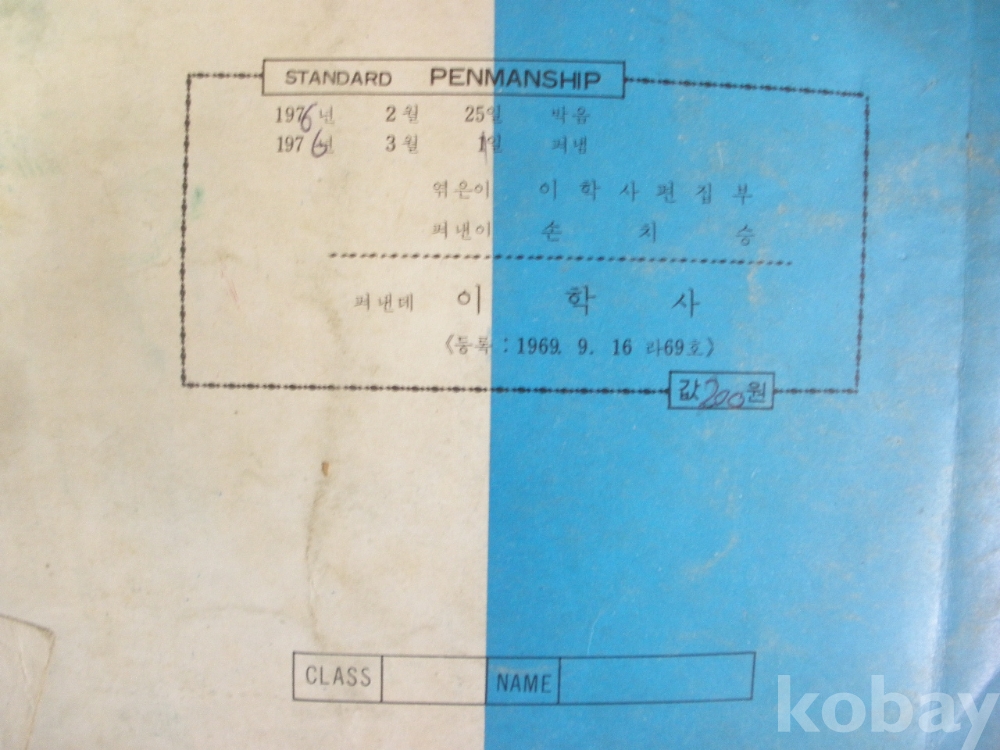 STANDARD PENMANSHIP
1976년 2월 25일 박음
1976년 3월 1일 펴냄
엮은이 이학사편집부
펴낸이 손치승
펴낸데 이학사
《등록 : 1969. 9. 16 라69호》
값 200원
CLASS NAME
kobay